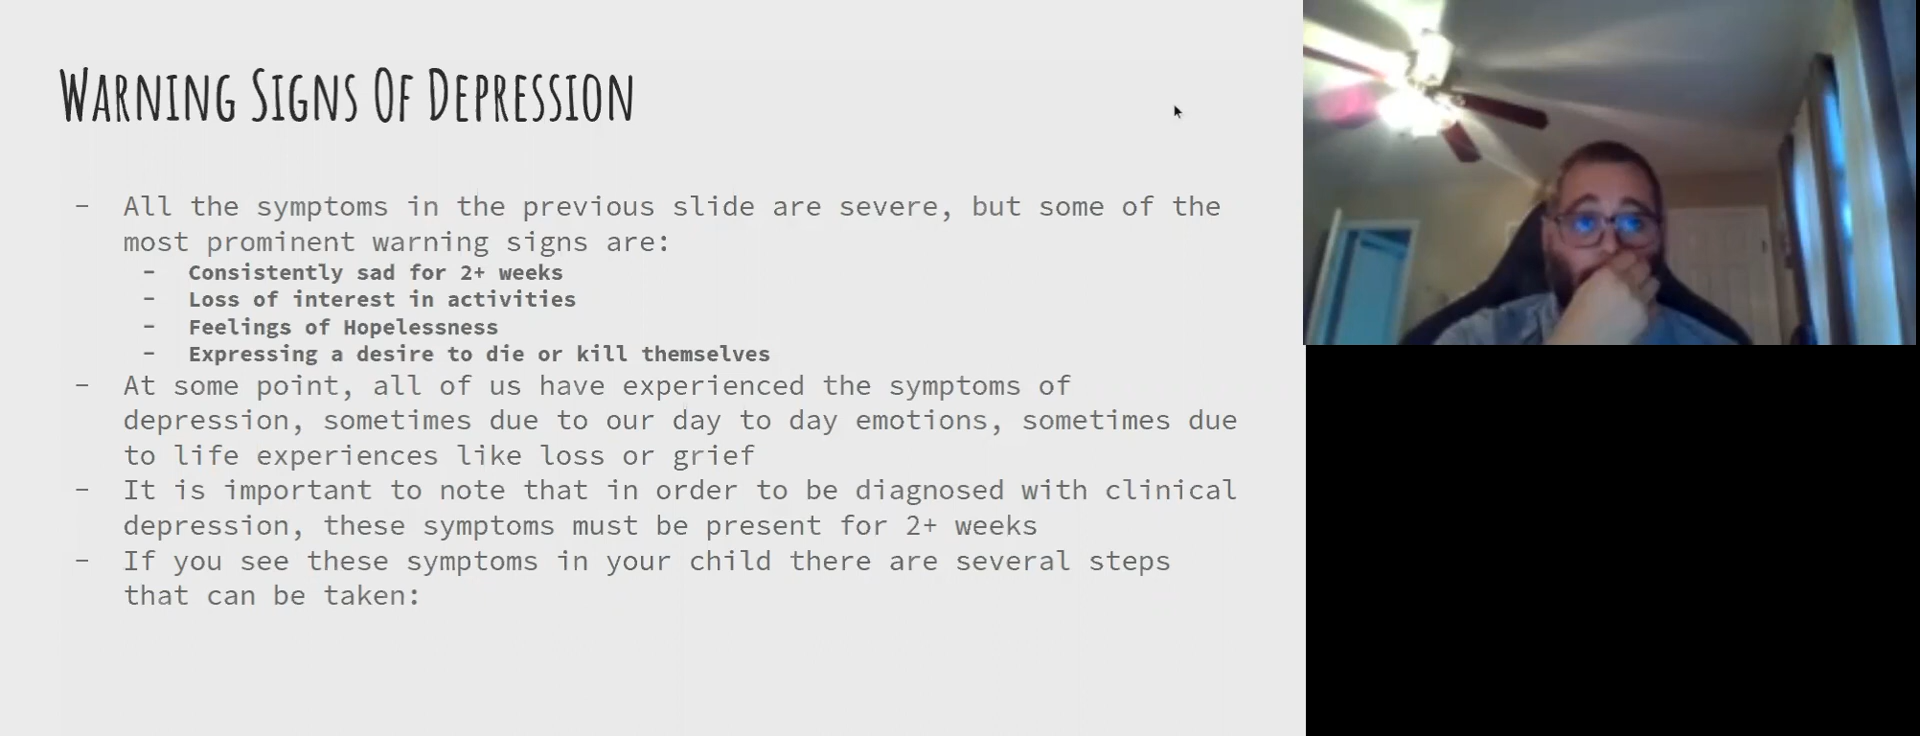 Warning Signs Of Depression
- All the symptoms in the previous slide are severe, but some of the
most prominent warning signs are:
- Consistently sad for 2+ weeks
- Loss of interest in activities
- Feelings of Hopelessness
- Expressing a desire to die or kill themselves
- At some point, all of us have experienced the symptoms of
depression, sometimes due to our day to day emotions, sometimes due
to life experiences like loss or grief
- It is important to note that in order to be diagnosed with clinical
depression, these symptoms must be present for 2+ weeks
- If you see these symptoms in your child there are several steps
that can be taken: